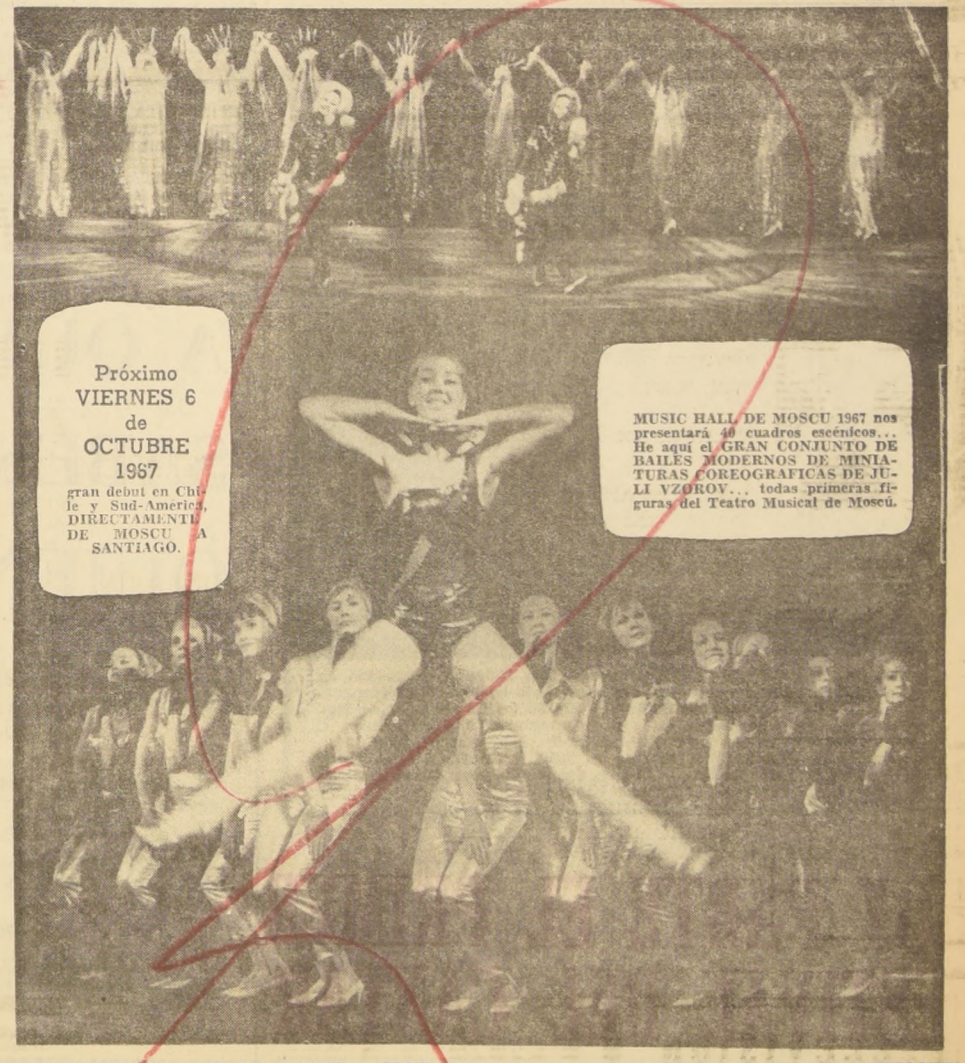 Próximo
VIERNES 6
de
OCTUBRE
1967
gran debut en Chi-
le y Sud-América,
DIRECTAMENTE
DE MOSCU A
SANTIAGO.
MUSIC HALL DE MOSCU 1967 nos
presentará 40 cuadros escénicos...
He aquí el GRAN CONJUNTO DE
BAILES MODERNOS DE MINIA-
TURAS COREOGRAFICAS DE JU-
LI VZOROV... todas primeras fi-
guras del Teatro Musical de Moscú.